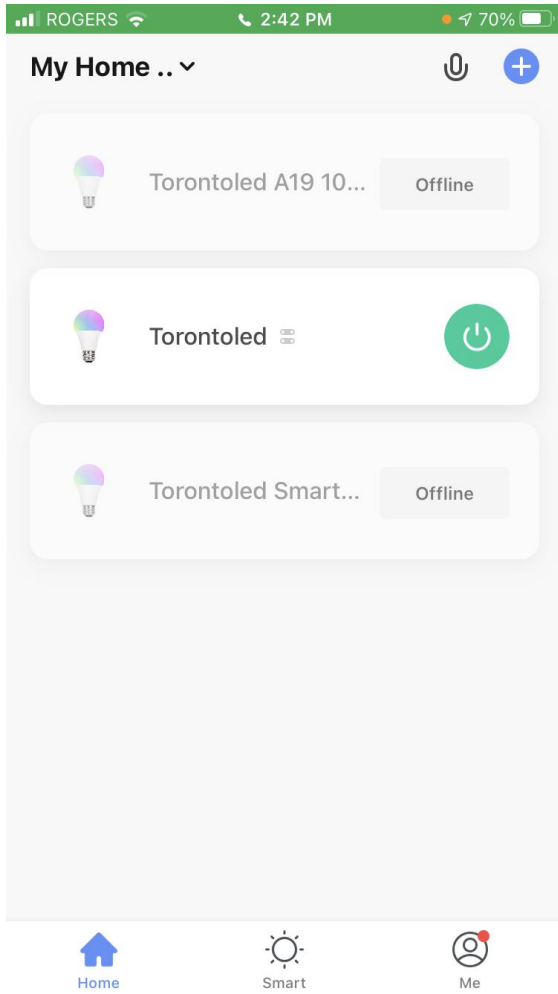 ROGERS 2:42 PM 70%
My Home ..
Torontoled A19 10... Offline
Torontoled
Torontoled Smart... Offline
Home Smart Me